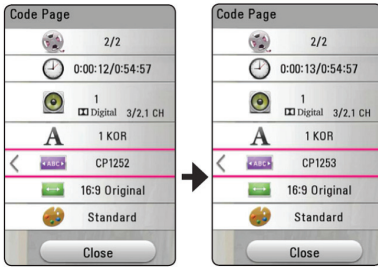 Code Page
2/2
0:00:12/0:54:57
1
Digital 3/2.1 CH
A 1 KOR
ABC CP1252
16:9 Original
Standard
Close
Code Page
2/2
0:00:13/0:54:57
1
Digital 3/2.1 CH
A 1 KOR
ABC CP1253
16:9 Original
Standard
Close